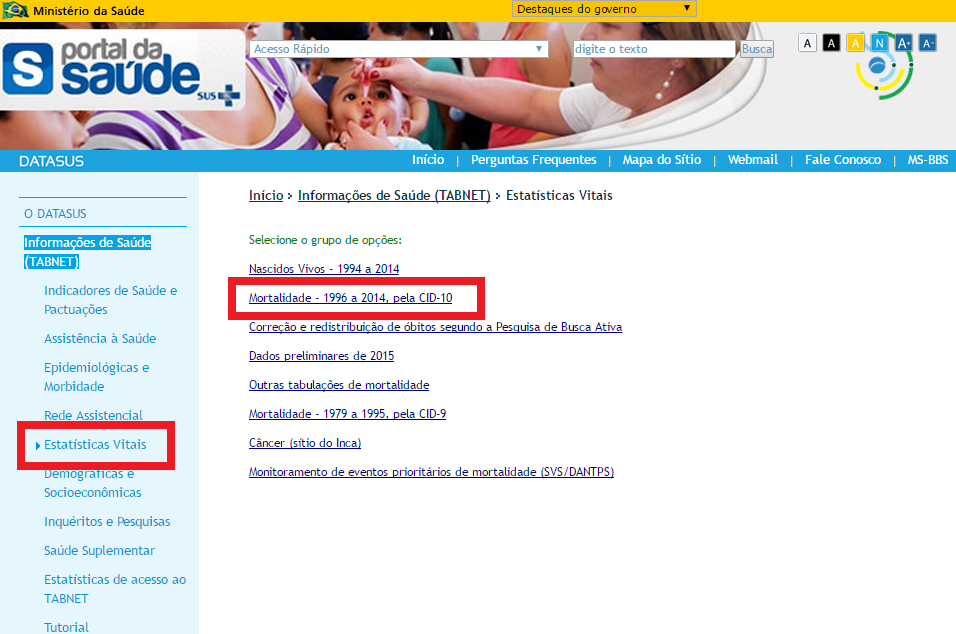 Ministério da Saúde
Destaques do governo
portal da
saúde
SUS
Acesso Rápido
digite o texto
Busca
A A A N A+ A-
DATASUS
Início | Perguntas Frequentes | Mapa do Sítio | Webmail | Fale Conosco | MS-BBS
O DATASUS
Informações de Saúde
(TABNET)
Indicadores de Saúde e
Pactuações
Assistência à Saúde
Epidemiológicas e
Morbidade
Rede Assistencial
Estatísticas Vitais
Demográficas e
Socioeconômicas
Inquéritos e Pesquisas
Saúde Suplementar
Estatísticas de acesso ao
TABNET
Tutorial
Início > Informações de Saúde (TABNET) > Estatísticas Vitais
Selecione o grupo de opções:
Nascidos Vivos - 1994 a 2014
Mortalidade - 1996 a 2014, pela CID-10
Correção e redistribuição de óbitos segundo a Pesquisa de Busca Ativa
Dados preliminares de 2015
Outras tabulações de mortalidade
Mortalidade - 1979 a 1995, pela CID-9
Câncer (sítio do Inca)
Monitoramento de eventos prioritários de mortalidade (SVS/DANTPS)